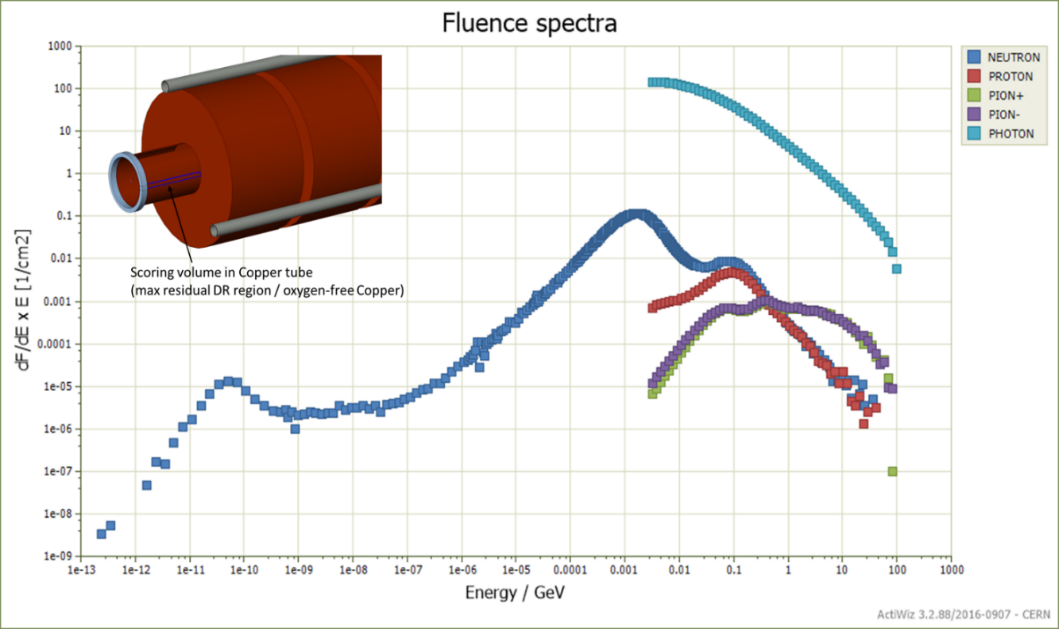 Fluence spectra
1000
100
10
1
0.1
0.01
0.001
0.0001
1e-05
1e-06
1e-07
1e-08
1e-09
dF/dE x E [1/cm2]
Scoring volume in Copper tube
(max residual DR region / oxygen-free Copper)
NEUTRON
PROTON
PION+
PION-
PHOTON
1e-13 1e-12 1e-11 1e-10 1e-09 1e-08 1e-07 1e-06 1e-05 0.0001 0.001 0.01 0.1 1 10 100 1000
Energy / GeV
ActiWiz 3.2.88/2016-0907 - CERN